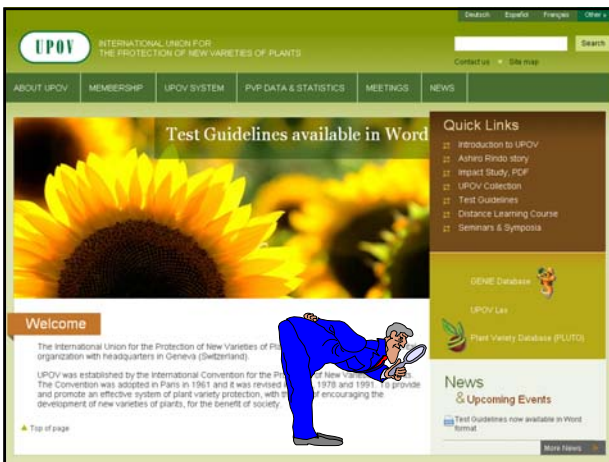 Deutsch Español Français Other »
UPOV
INTERNATIONAL UNION FOR
THE PROTECTION OF NEW VARIETIES OF PLANTS
Search
Contact us Site map
ABOUT UPOV MEMBERSHIP UPOV SYSTEM PVP DATA & STATISTICS MEETINGS NEWS
Test Guidelines available in Word
Quick Links
Introduction to UPOV
Ashiro Rindo story
Impact Study, PDF
UPOV Collection
Test Guidelines
Distance Learning Course
Seminars & Symposia
GENIE Database
UPOV Lex
Plant Variety Database (PLUTO)
Welcome
The International Union for the Protection of New Varieties of
organization with headquarters in Geneva (Switzerland).
UPOV was established by the International Convention for the
The Convention was adopted in Paris in 1961 and it was revised 1978 and 1991. To provide
and promote an effective system of plant variety protection, with of encouraging the
development of new varieties of plants, for the benefit of society.
Top of page
News
& Upcoming Events
Test Guidelines now available in Word
format
More News